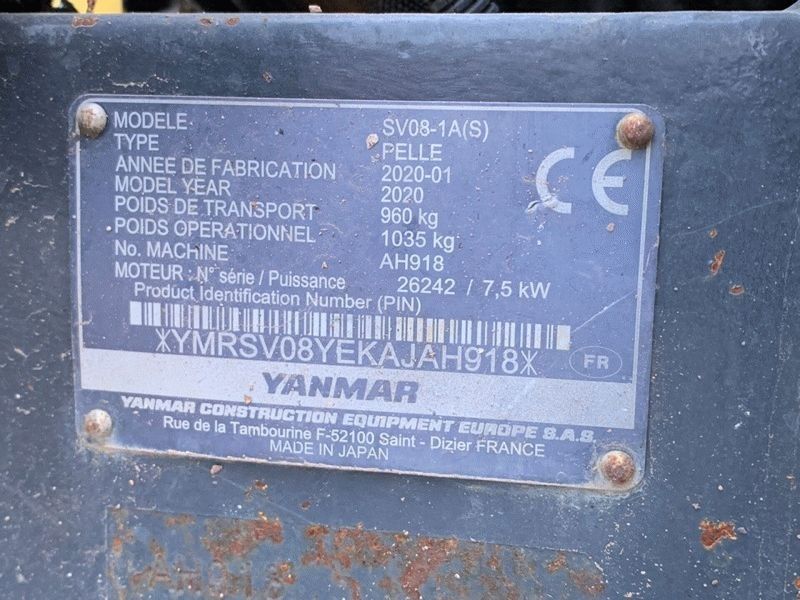 MODELE SV08-1A(S)
TYPE PELLE
ANNEE DE FABRICATION 2020-01
MODEL YEAR 2020
POIDS DE TRANSPORT 960 kg
POIDS OPERATIONNEL 1035 kg
No. MACHINE AH918
MOTEUR : N° série / Puissance 26242 / 7,5 kW
Product Identification Number (PIN)
*YMRSV08YEKAJAH918*
CE
FR
YANMAR
YANMAR CONSTRUCTION EQUIPMENT EUROPE S.A.S.
Rue de la Tambourine F-52100 Saint - Dizier FRANCE
MADE IN JAPAN